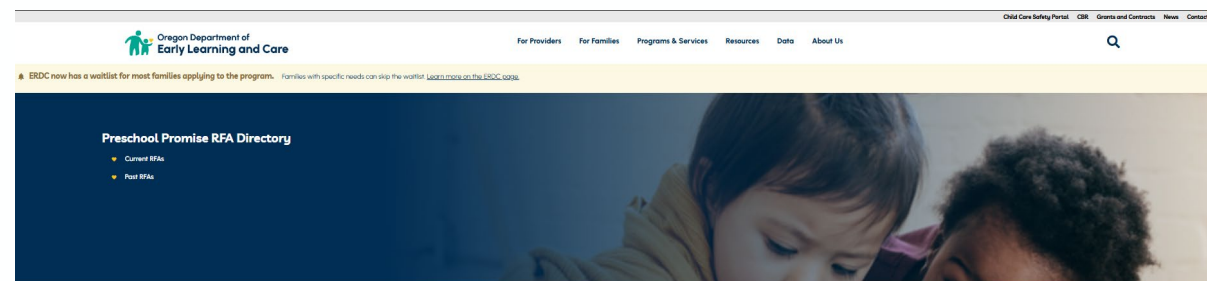 Child Care Safety Portal CBR Grants and Contracts News Contact
Oregon Department of
Early Learning and Care
For Providers For Families Programs & Services Resources Data About Us
ERDC now has a waitlist for most families applying to the program. Families with specific needs can skip the waitlist. Learn more on the ERDC page.
Preschool Promise RFA Directory
Current RFAs
Past RFAs